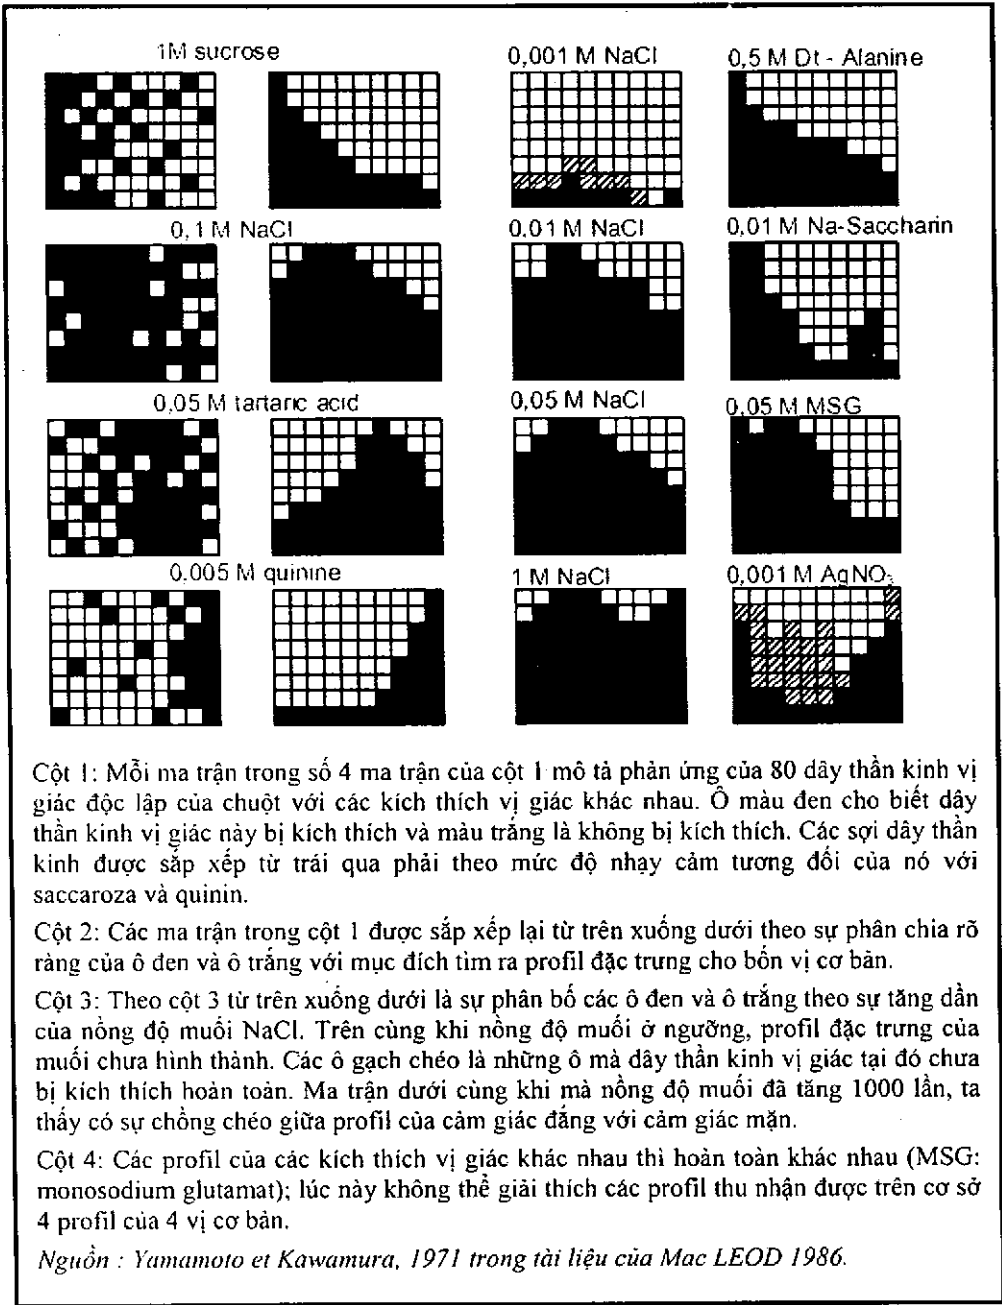 1M sucrose
0,001 M NaCl
0,5 M Dt - Alanine
0,1 M NaCl
0.01 M NaCl
0,01 M Na-Saccharin
0,05 M tartaric acid
0,05 M NaCl
0,05 M MSG
0.005 M quinine
1 M NaCl
0,001 M AgNO₃
Cột 1: Mỗi ma trận trong số 4 ma trận của cột 1 mô tả phản ứng của 80 dây thần kinh vị
giác độc lập của chuột với các kích thích vị giác khác nhau. Ô màu đen cho biết dây
thần kinh vị giác này bị kích thích và màu trắng là không bị kích thích. Các sợi dây thần
kinh được sắp xếp từ trái qua phải theo mức độ nhạy cảm tương đối của nó với
saccaroza và quinin.
Cột 2: Các ma trận trong cột 1 được sắp xếp lại từ trên xuống dưới theo sự phân chia rõ
ràng của ô đen và ô trắng với mục đích tìm ra profil đặc trưng cho bốn vị cơ bản.
Cột 3: Theo cột 3 từ trên xuống dưới là sự phân bố các ô đen và ô trắng theo sự tăng dần
của nồng độ muối NaCl. Trên cùng khi nồng độ muối ở ngưỡng, profil đặc trưng của
muối chưa hình thành. Các ô gạch chéo là những ô mà dây thần kinh vị giác tại đó chưa
bị kích thích hoàn toàn. Ma trận dưới cùng khi mà nồng độ muối đã tăng 1000 lần, ta
thấy có sự chồng chéo giữa profil của cảm giác đắng với cảm giác mặn.
Cột 4: Các profil của các kích thích vị giác khác nhau thì hoàn toàn khác nhau (MSG:
monosodium glutamat); lúc này không thể giải thích các profil thu nhận được trên cơ sở
4 profil của 4 vị cơ bản.
Nguồn : Yamamoto et Kawamura, 1971 trong tài liệu của Mac LEOD 1986.